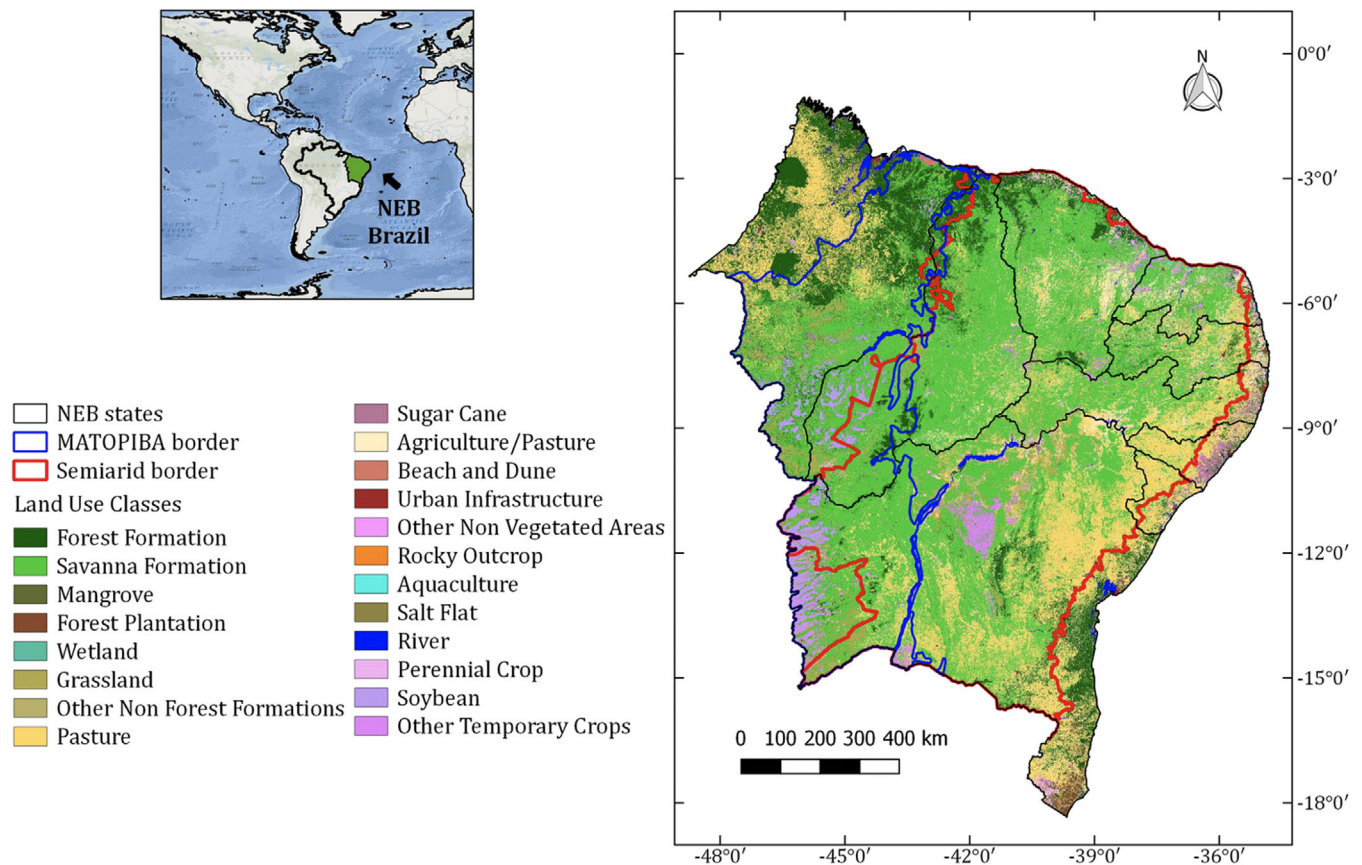 NEB
Brazil
NEB states
MATOPIBA border
Semiarid border
Land Use Classes
Forest Formation
Savanna Formation
Mangrove
Forest Plantation
Wetland
Grassland
Other Non Forest Formations
Pasture
Sugar Cane
Agriculture/Pasture
Beach and Dune
Urban Infrastructure
Other Non Vegetated Areas
Rocky Outcrop
Aquaculture
Salt Flat
River
Perennial Crop
Soybean
Other Temporary Crops
N
0°0′
-3°0′
-6°0′
-9°0′
-12°0′
-15°0′
-18°0′
0 100 200 300 400 km
-48°0′ -45°0′ -42°0′ -39°0′ -36°0′